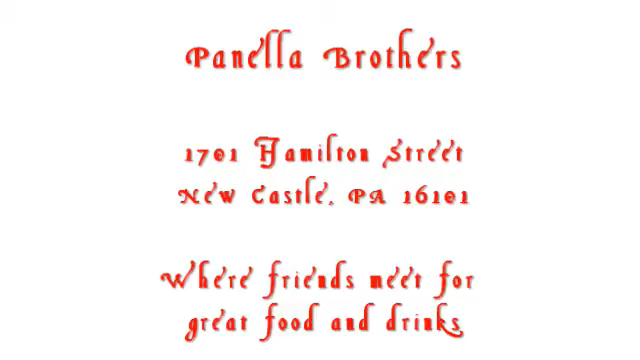 Panella Brothers
1701 Hamilton Street
New Castle, PA 16101
Where friends meet for
great food and drinks